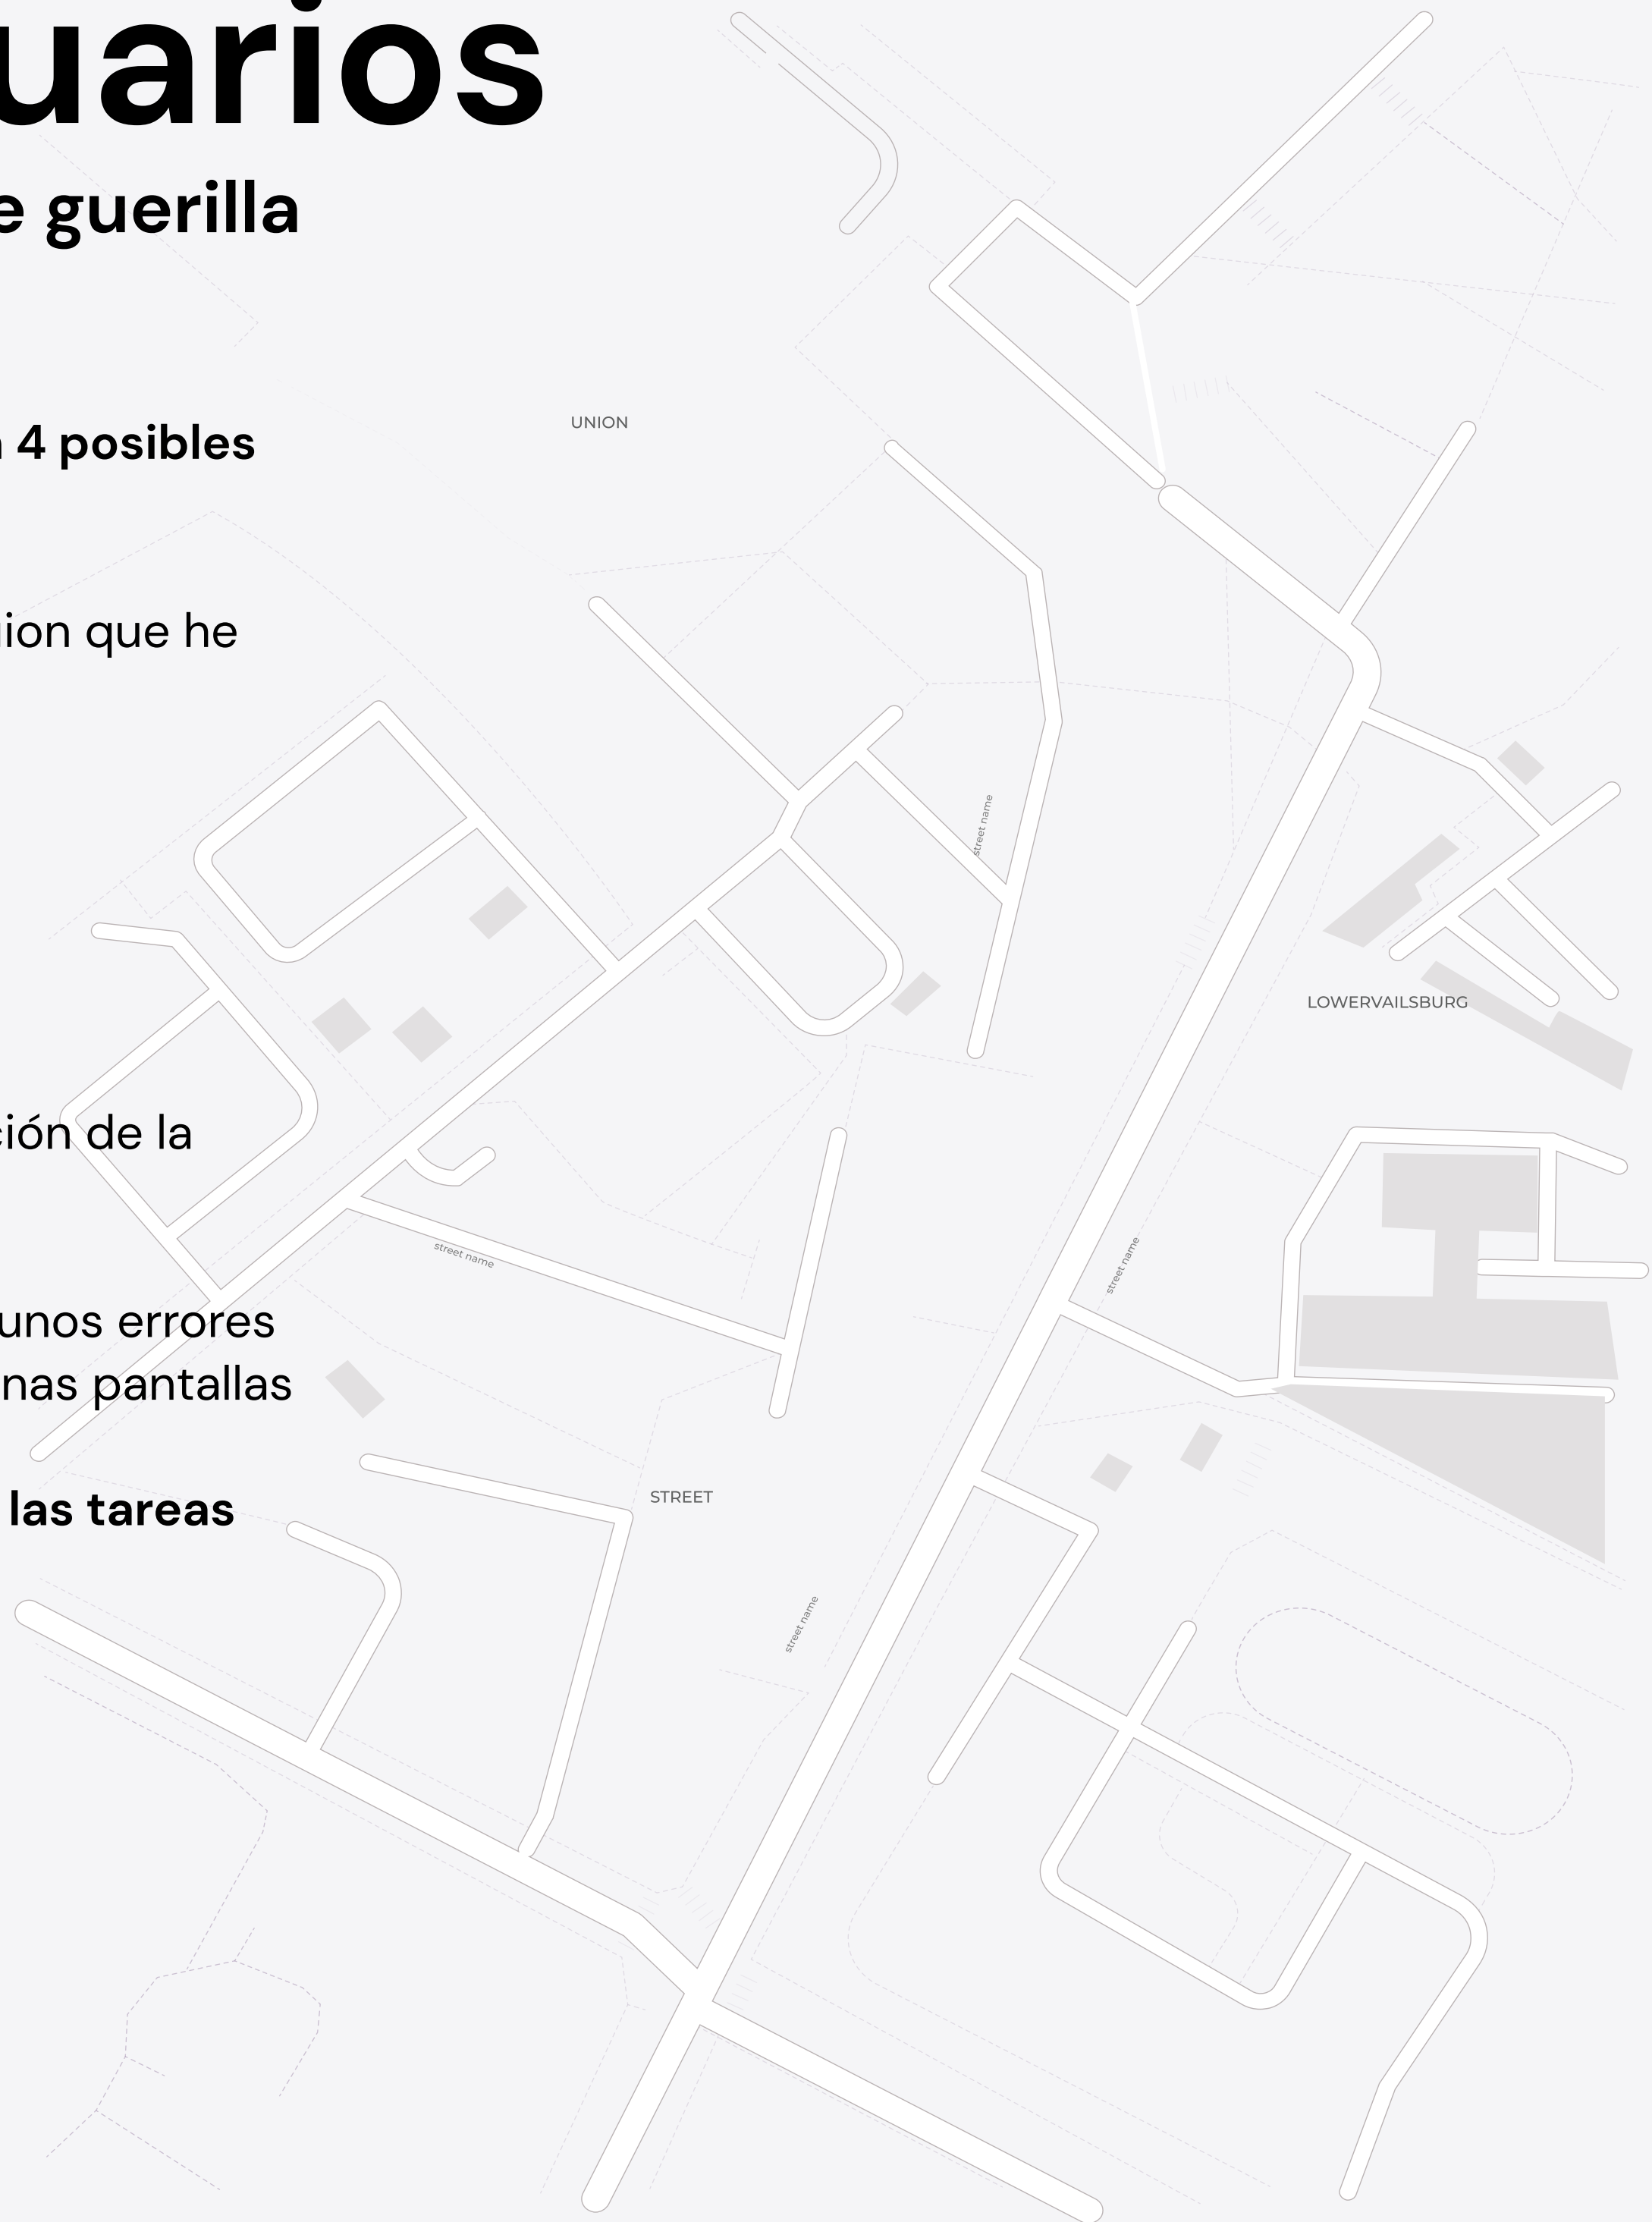 uarios
e guerilla
4 posibles
UNION
ion que he
street name
LOWERVAILSBURG
ción de la
street name
street name
unos errores
nas pantallas
STREET
las tareas
street name